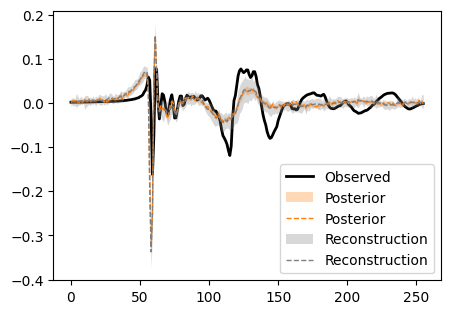 0.2
0.1
0.0
−0.1
−0.2
−0.3
−0.4
0
50
100
150
200
250
Observed
Posterior
Posterior
Reconstruction
Reconstruction